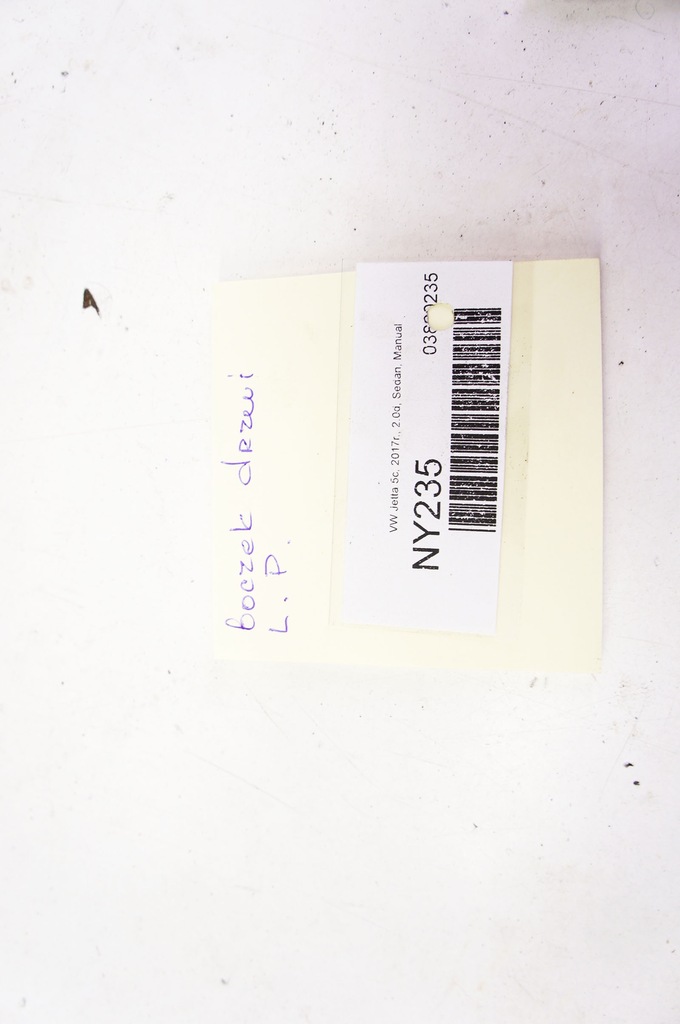 boczek drzwi
L. P.
VW Jetta 5c, 2017r., 2.0d, Sedan, Manual
NY235